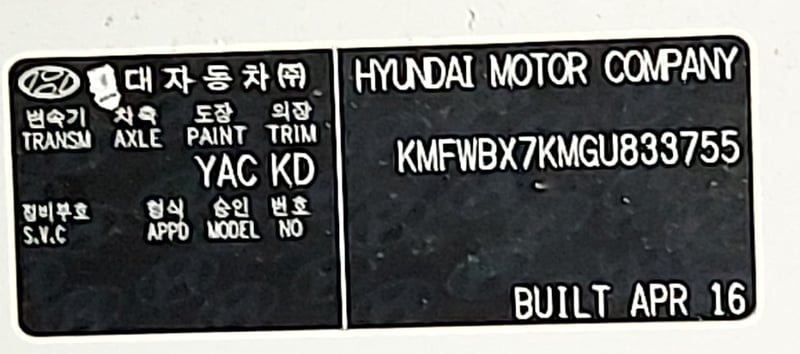 대자동차㈜
변속기 차축 도장 의장
TRANSM AXLE PAINT TRIM
YAC KD
정비부호 형식 승인 번호
S.V.C APPD MODEL NO
HYUNDAI MOTOR COMPANY
KMFWBX7KMGU833755
BUILT APR 16